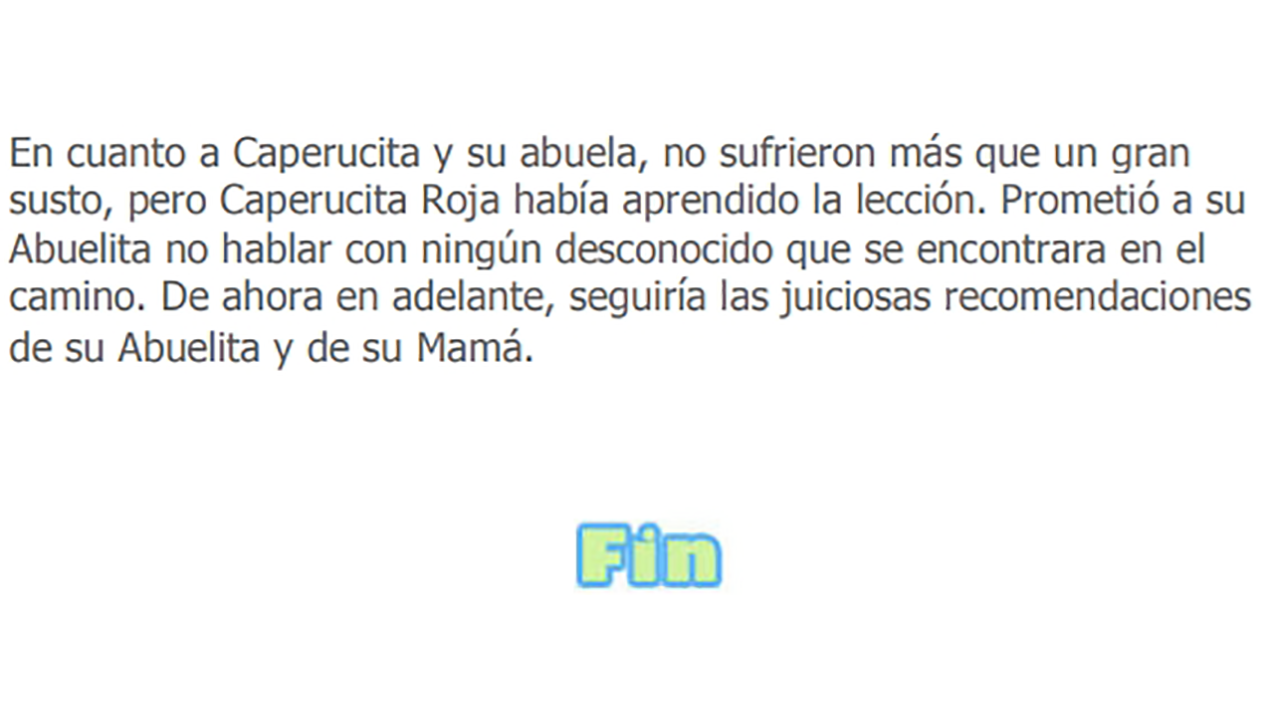 En cuanto a Caperucita y su abuela, no sufrieron más que un gran
susto, pero Caperucita Roja había aprendido la lección. Prometió a su
Abuelita no hablar con ningún desconocido que se encontrara en el
camino. De ahora en adelante, seguiría las juiciosas recomendaciones
de su Abuelita y de su Mamá.
Fin